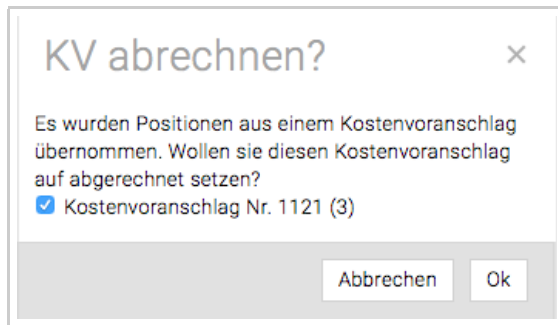 KV abrechnen? ×
Es wurden Positionen aus einem Kostenvoranschlag
übernommen. Wollen sie diesen Kostenvoranschlag
auf abgerechnet setzen?
Kostenvoranschlag Nr. 1121 (3)
Abbrechen Ok